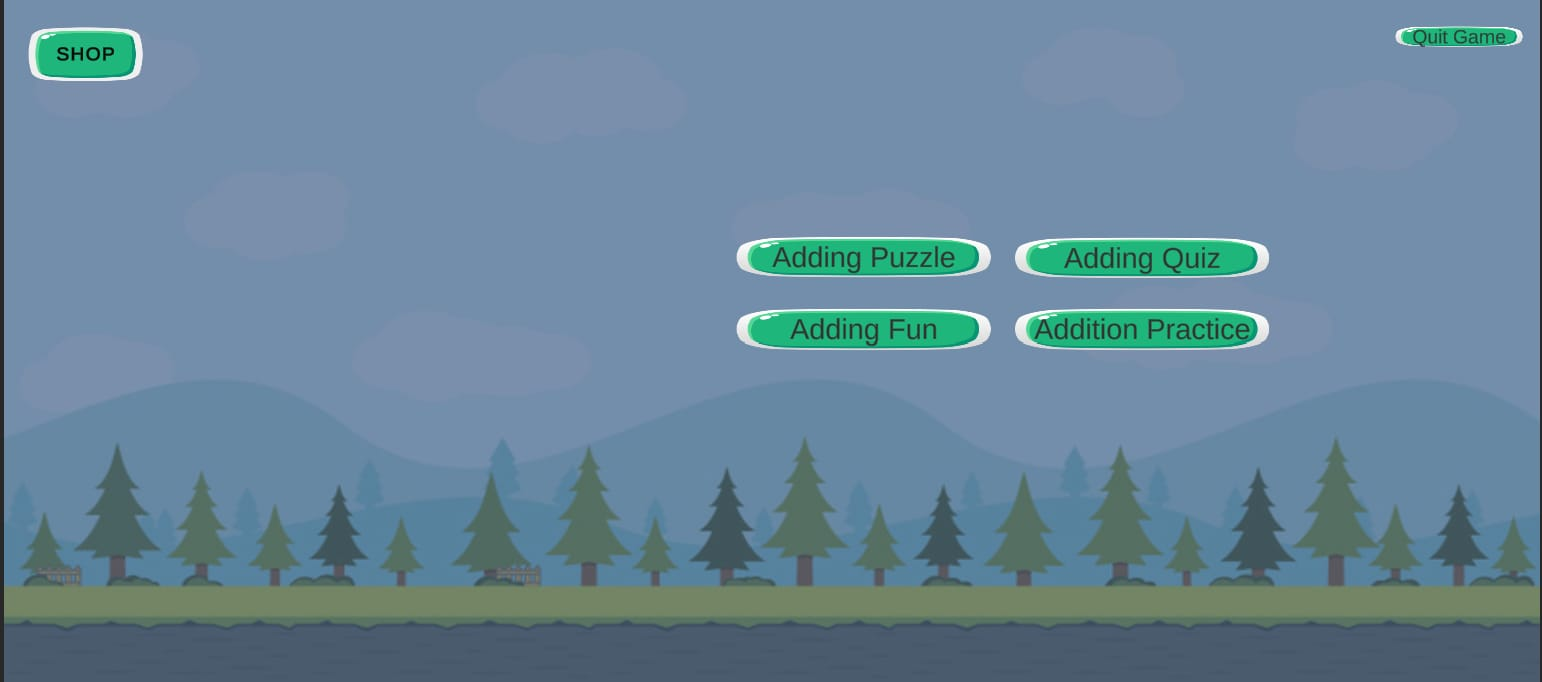 SHOP
Quit Game
Adding Puzzle
Adding Quiz
Adding Fun
Addition Practice